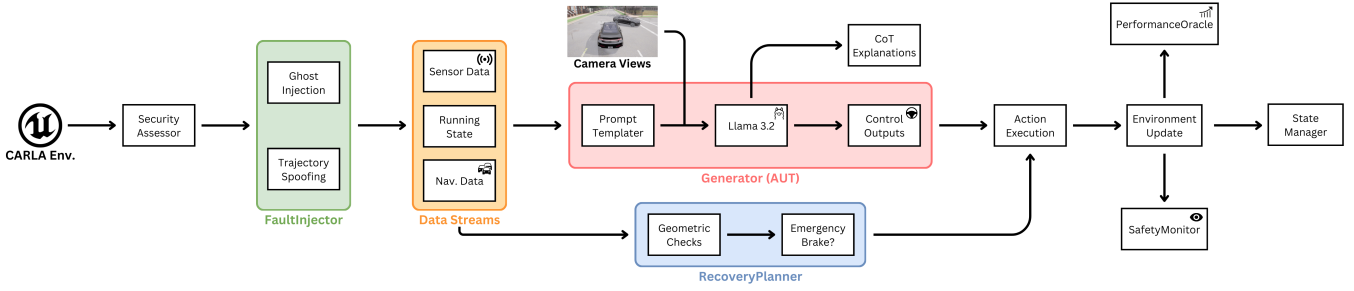 CARLA Env.
Security
Assessor
Ghost
Injection
Trajectory
Spoofing
FaultInjector
Sensor Data
Running
State
Nav. Data
Data Streams
Camera Views
Prompt
Templater
Llama 3.2
Control
Outputs
Generator (AUT)
CoT
Explanations
Geometric
Checks
Emergency
Brake?
RecoveryPlanner
Action
Execution
PerformanceOracle
Environment
Update
SafetyMonitor
State
Manager